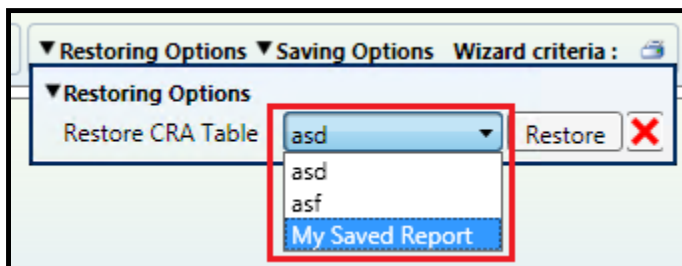 ▼Restoring Options ▼Saving Options Wizard criteria :
▼Restoring Options
Restore CRA Table asd Restore
asd
asf
My Saved Report